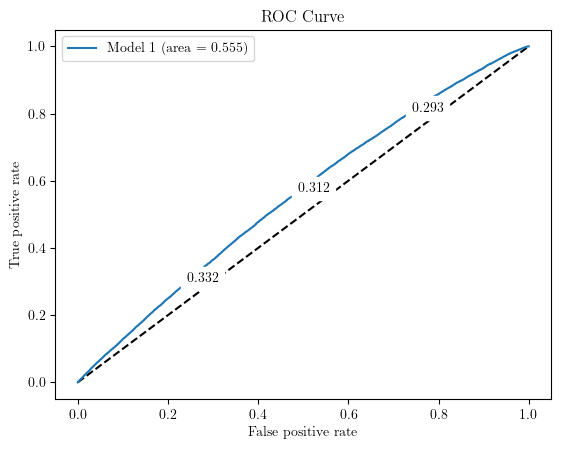 ROC Curve
Model 1 (area = 0.555)
1.0
0.8
0.6
0.4
0.2
0.0
True positive rate
0.293
0.312
0.332
0.0 0.2 0.4 0.6 0.8 1.0
False positive rate